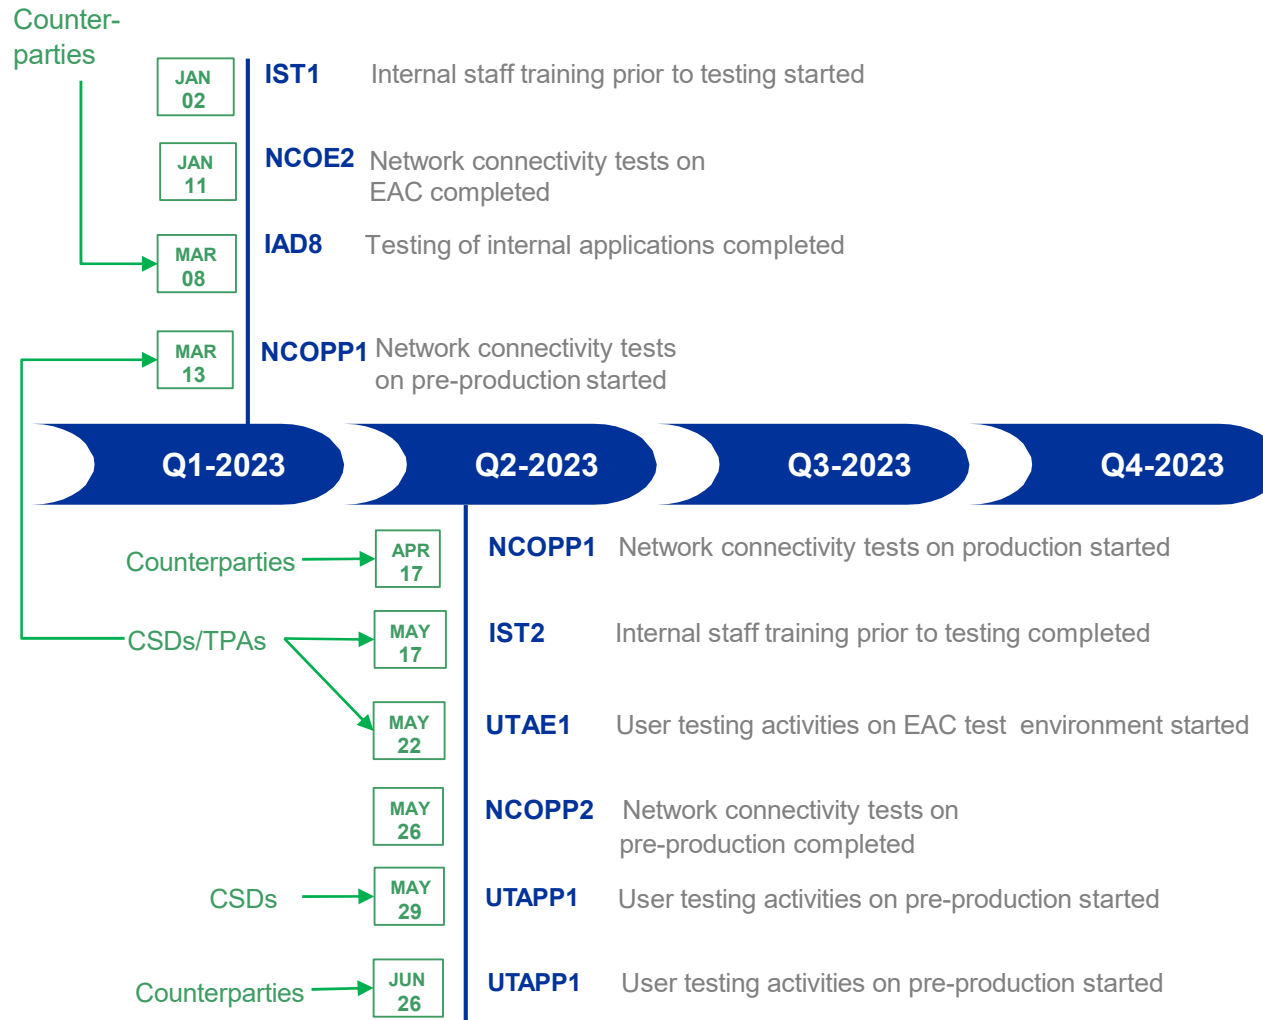 Counter-
parties
JAN
02
IST1
Internal staff training prior to testing started
JAN
11
NCOE2
Network connectivity tests on
EAC completed
MAR
08
IAD8
Testing of internal applications completed
MAR
13
NCOPP1
Network connectivity tests
on pre-production started
Q1-2023
Q2-2023
Q3-2023
Q4-2023
Counterparties
APR
17
NCOPP1
Network connectivity tests on production started
CSDs/TPAs
MAY
17
IST2
Internal staff training prior to testing completed
MAY
22
UTAE1
User testing activities on EAC test environment started
MAY
26
NCOPP2
Network connectivity tests on
pre-production completed
CSDs
MAY
29
UTAPP1
User testing activities on pre-production started
Counterparties
JUN
26
UTAPP1
User testing activities on pre-production started